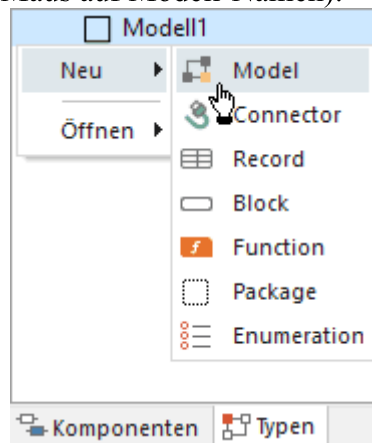 Maus auf Modell-Namen).
Modell1
Neu
Model
Öffnen
Connector
Record
Block
Function
Package
Enumeration
Komponenten
Typen